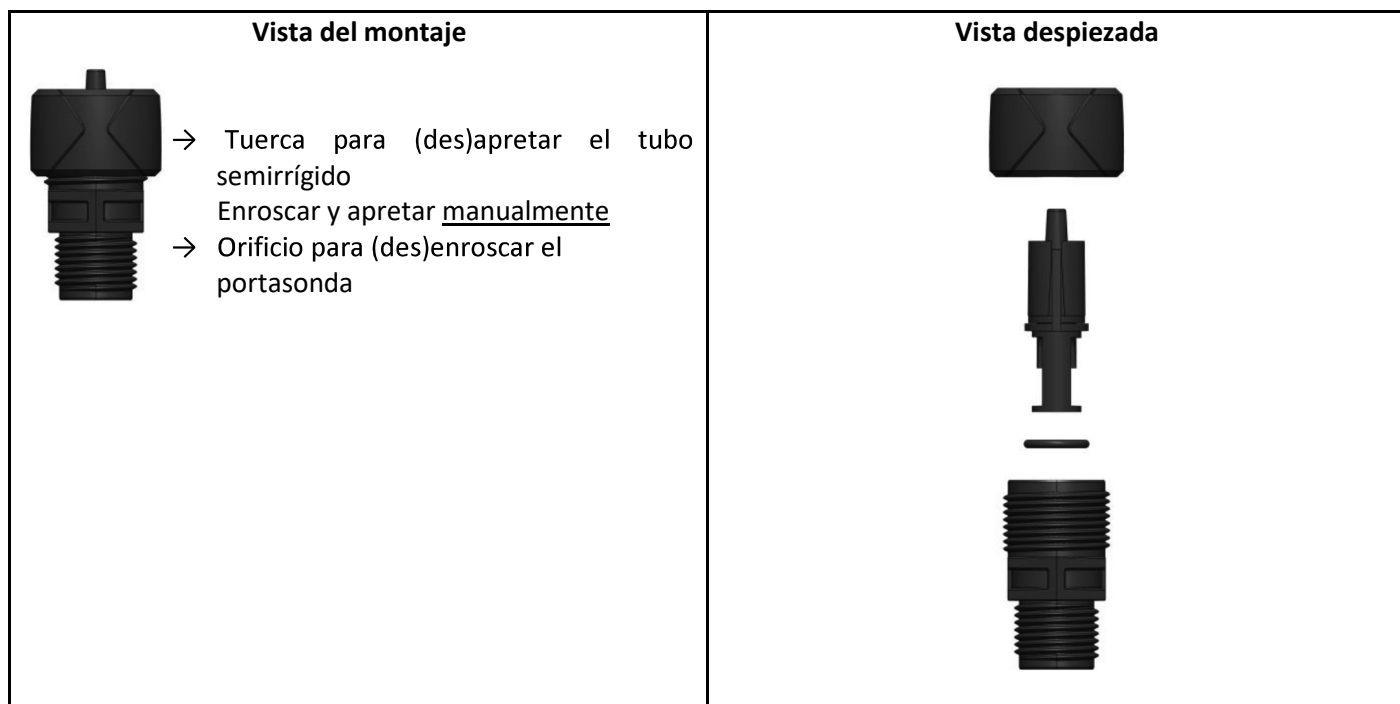 Vista del montaje
Vista despiezada
→ Tuerca para (des)apretar el tubo
semirrígido
Enroscar y apretar manualmente
→ Orificio para (des)enroscar el
portasonda